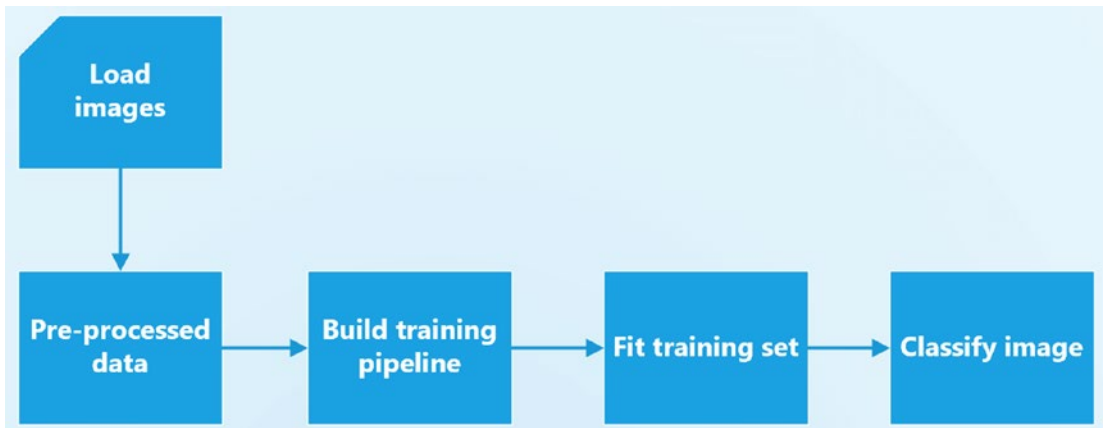 Load
images
Pre-processed
data
Build training
pipeline
Fit training set
Classify image